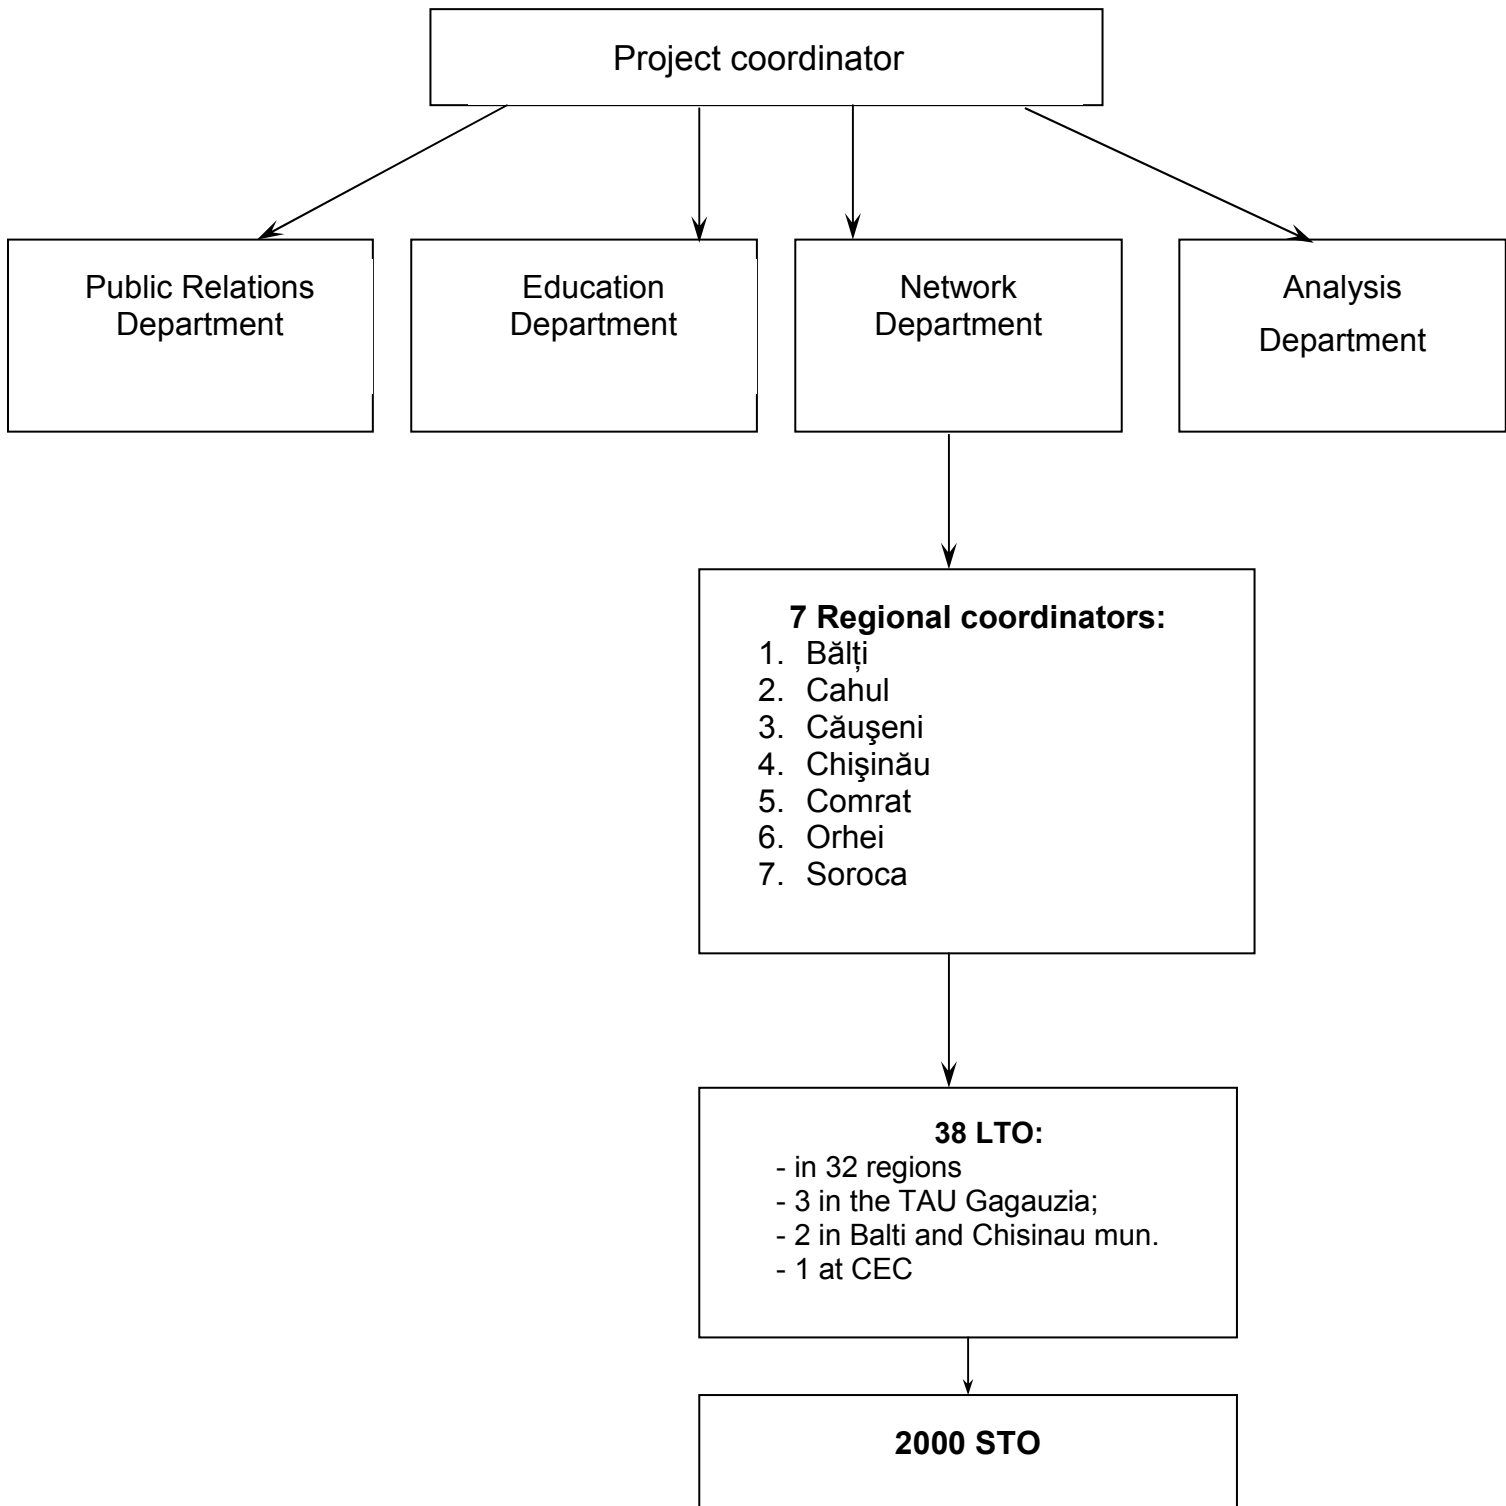 Project coordinator
Public Relations
Department
Education
Department
Network
Department
Analysis
Department
7 Regional coordinators:
1. Bălți
2. Cahul
3. Căuşeni
4. Chişinău
5. Comrat
6. Orhei
7. Soroca
38 LTO:
- in 32 regions
- 3 in the TAU Gagauzia;
- 2 in Balti and Chisinau mun.
- 1 at CEC
2000 STO